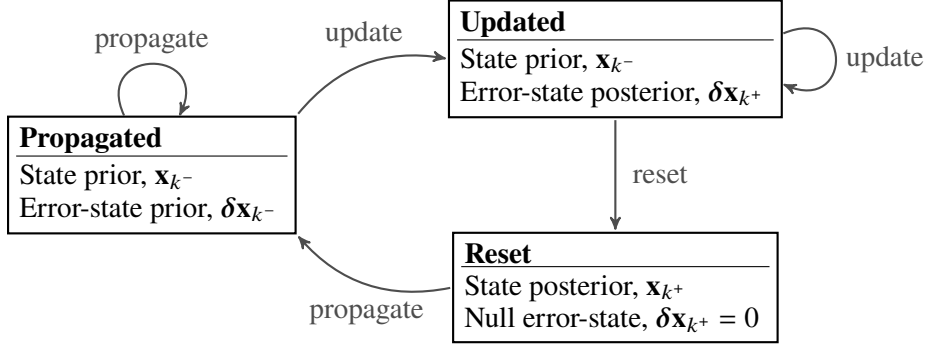 propagate
update
Updated
State prior, 𝐱ₖ₋
Error-state posterior, δ𝐱ₖ₊
update
Propagated
State prior, 𝐱ₖ₋
Error-state prior, δ𝐱ₖ₋
reset
Reset
State posterior, 𝐱ₖ₊
Null error-state, δ𝐱ₖ₊ = 0
propagate